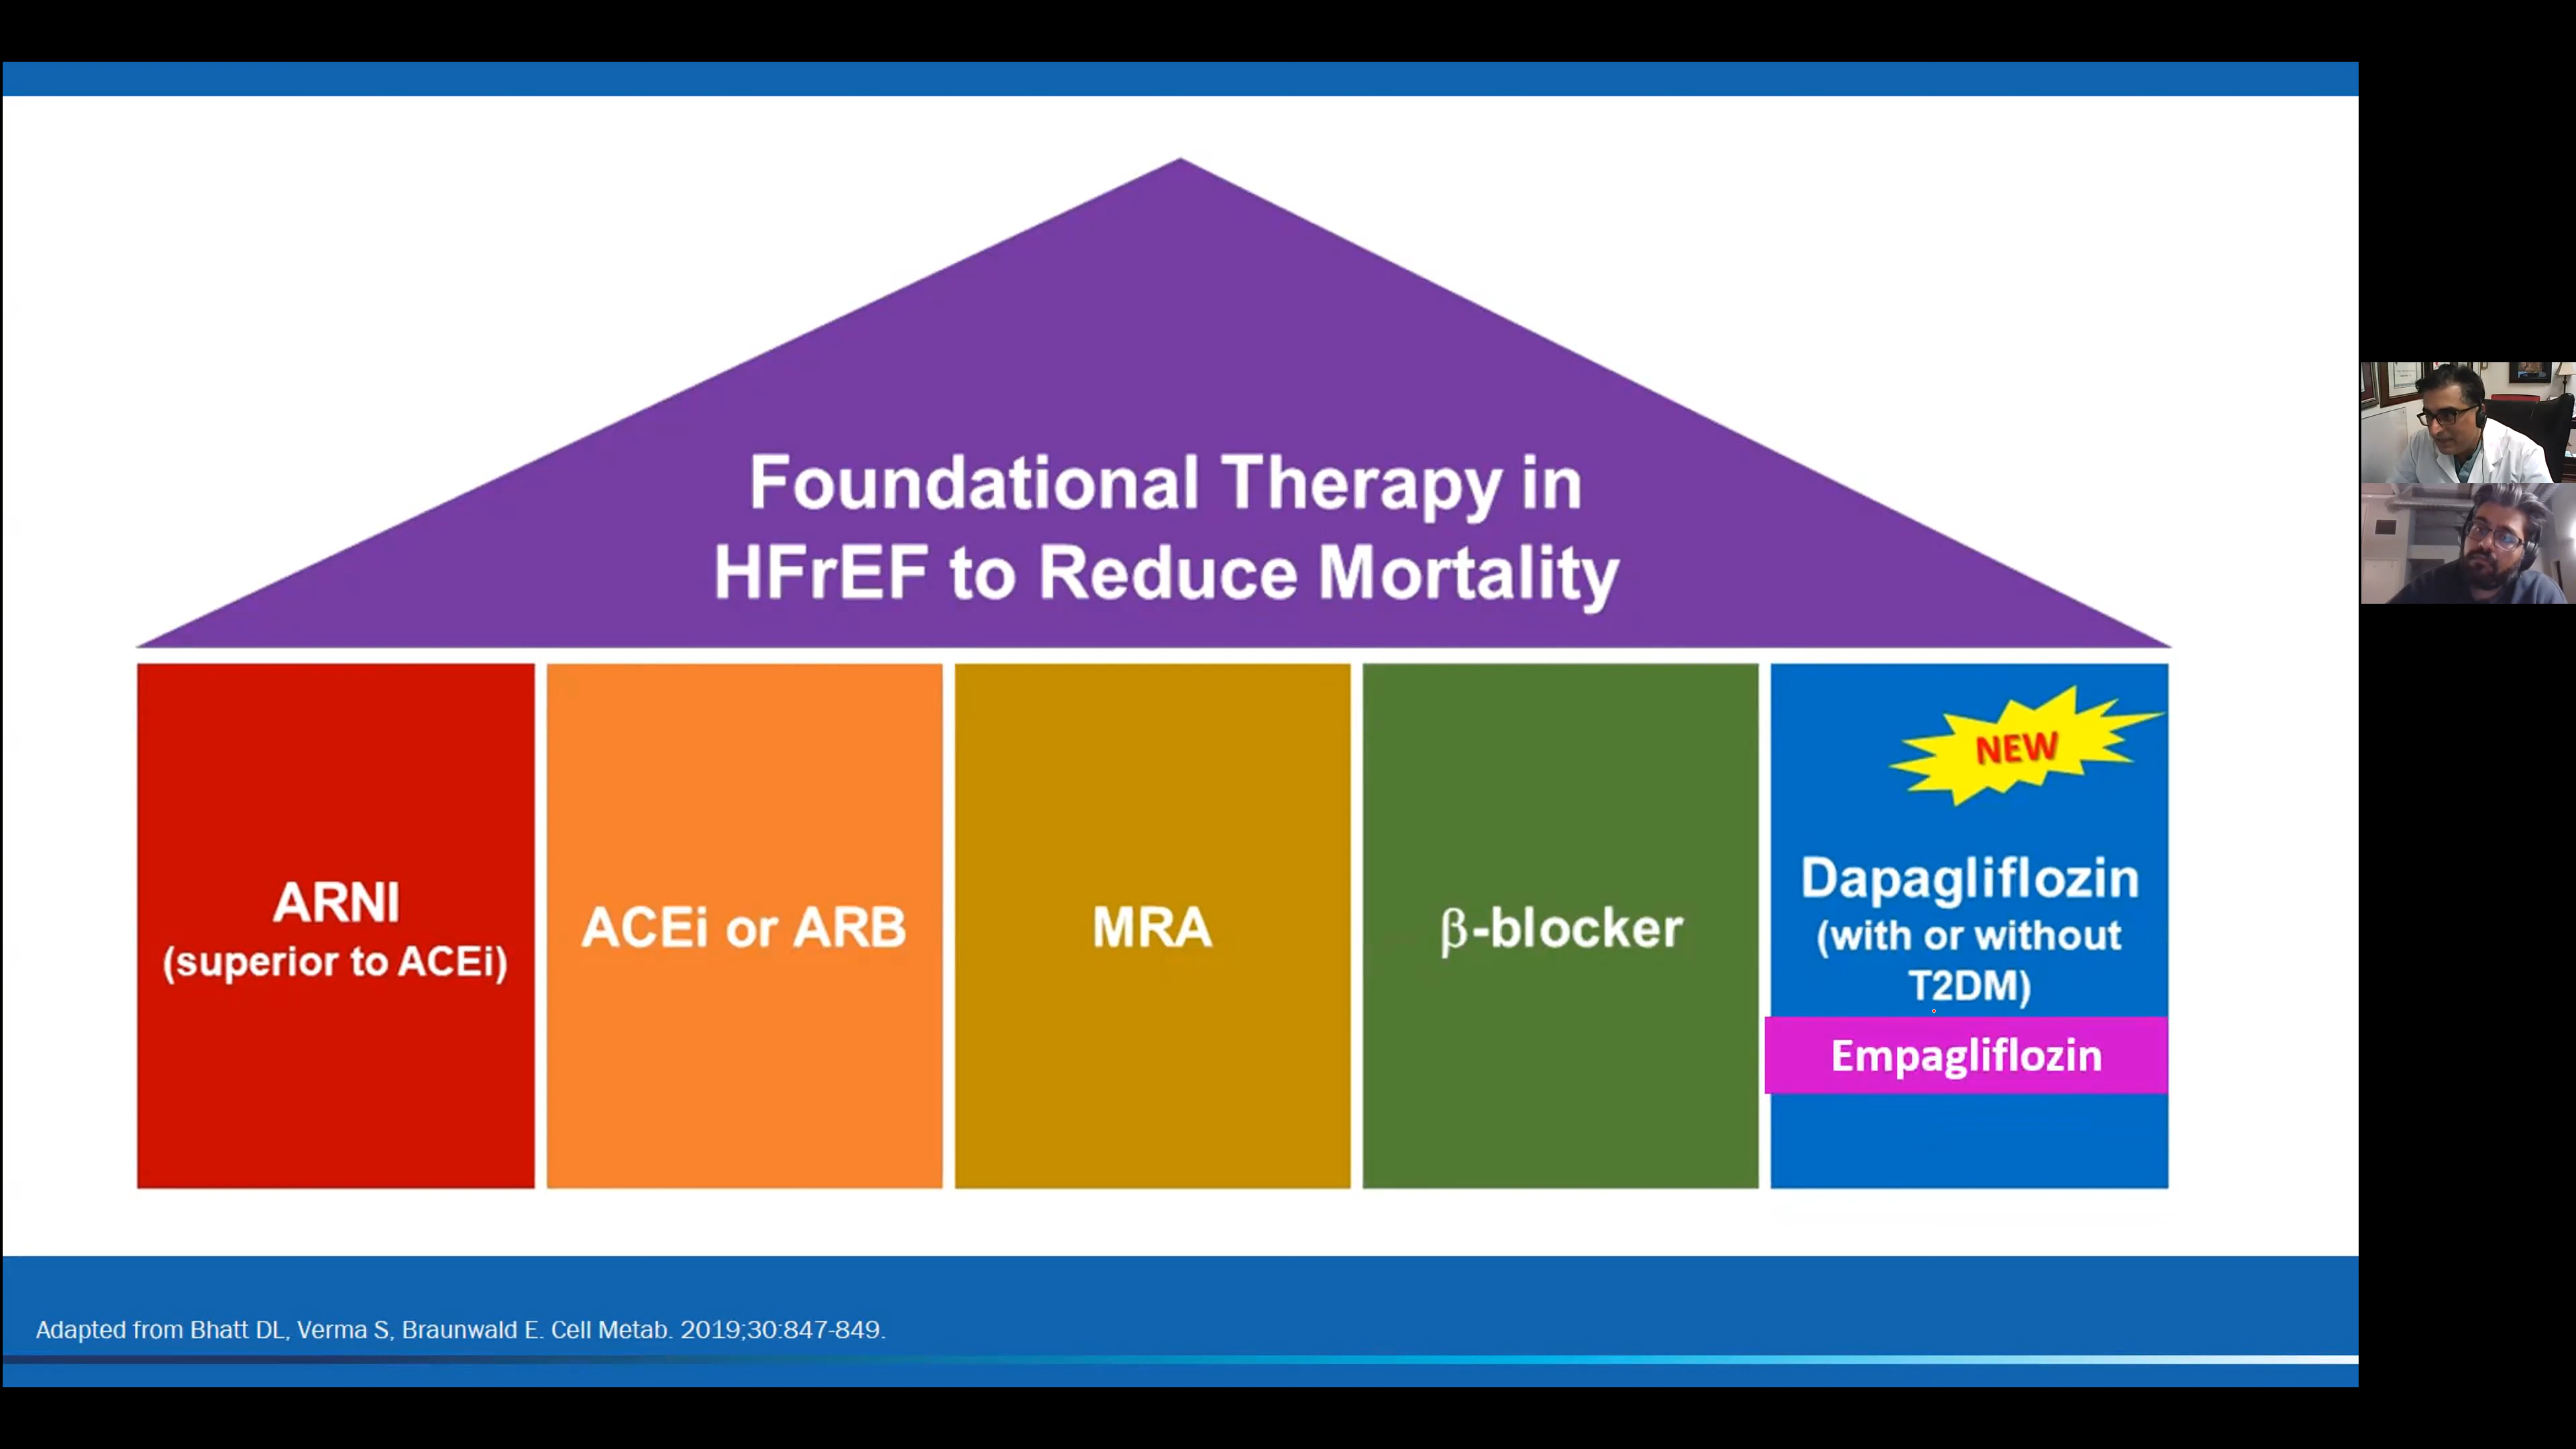 Foundational Therapy in
HFrEF to Reduce Mortality
ARNI
(superior to ACEi)
ACEi or ARB
MRA
β-blocker
NEW
Dapagliflozin
(with or without
T2DM)
Empagliflozin
Adapted from Bhatt DL, Verma S, Braunwald E. Cell Metab. 2019;30:847-849.